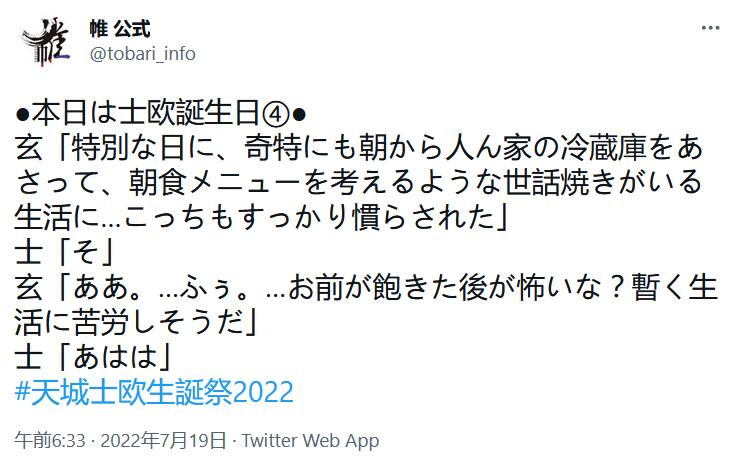 帷 公式
@tobari_info
●本日は士欧誕生日④●
玄「特別な日に、奇特にも朝から人ん家の冷蔵庫をあ
さって、朝食メニューを考えるような世話焼きがいる
生活に…こっちもすっかり慣らされた」
士「そ」
玄「ああ。…ふぅ。…お前が飽きた後が怖いな？暫く生
活に苦労しそうだ」
士「あはは」
#天城士欧生誕祭2022
午前6:33 · 2022年7月19日 · Twitter Web App